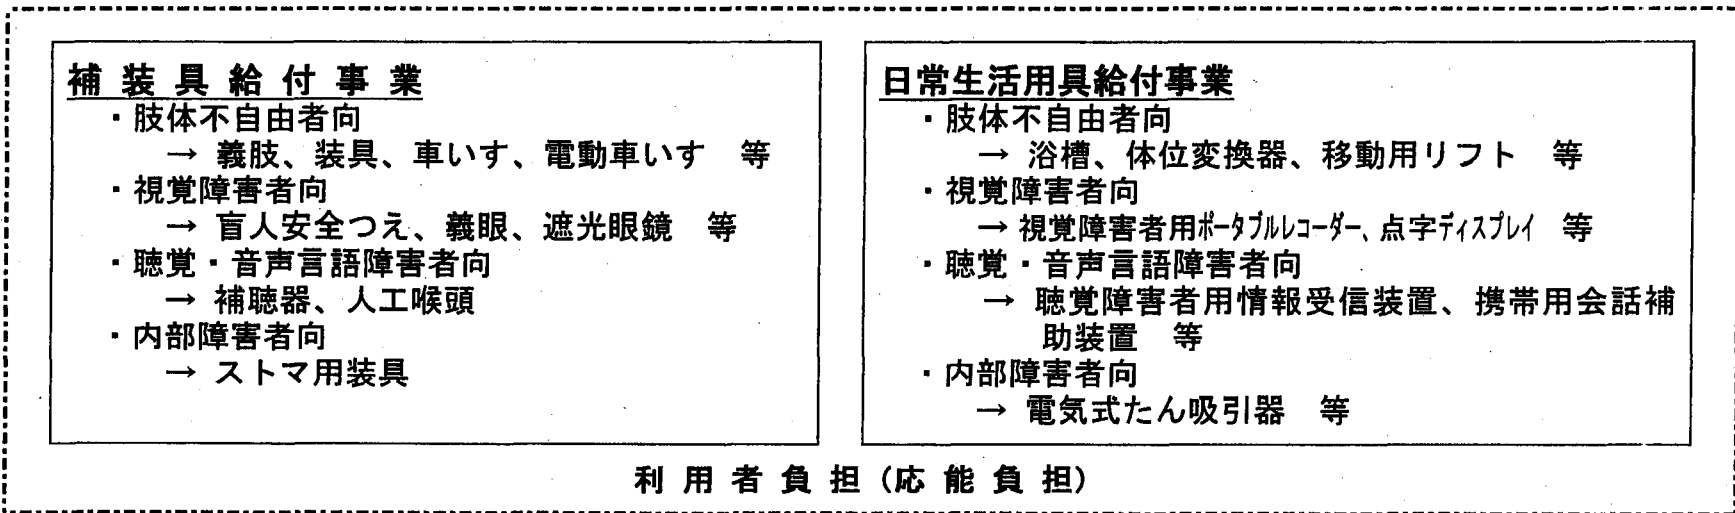 補装具給付事業
・肢体不自由者向
→ 義肢、装具、車いす、電動車いす 等
・視覚障害者向
→ 盲人安全つえ、義眼、遮光眼鏡 等
・聴覚・音声言語障害者向
→ 補聴器、人工喉頭
・内部障害者向
→ ストマ用装具
日常生活用具給付事業
・肢体不自由者向
→ 浴槽、体位変換器、移動用リフト 等
・視覚障害者向
→ 視覚障害者用ポータブルレコーダー、点字ディスプレイ 等
・聴覚・音声言語障害者向
→ 聴覚障害者用情報受信装置、携帯用会話補
助装置 等
・内部障害者向
→ 電気式たん吸引器 等
利用者負担(応能負担)